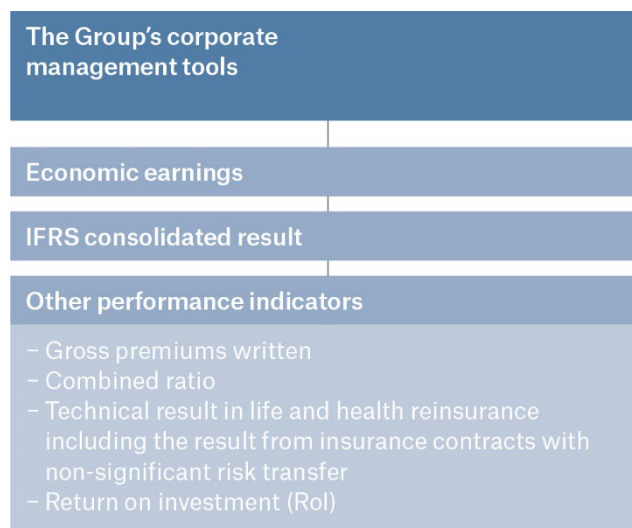 The Group's corporate
management tools
Economic earnings
IFRS consolidated result
Other performance indicators
– Gross premiums written
– Combined ratio
– Technical result in life and health reinsurance
including the result from insurance contracts with
non-significant risk transfer
– Return on investment (RoI)